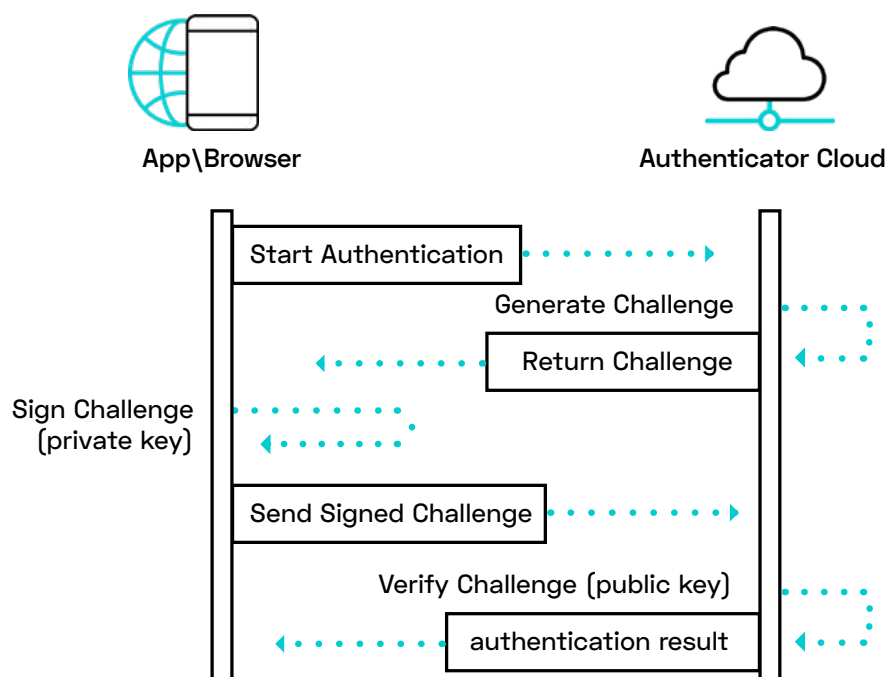 App\Browser
Authenticator Cloud
Start Authentication
Generate Challenge
Return Challenge
Sign Challenge
(private key)
Send Signed Challenge
Verify Challenge (public key)
authentication result